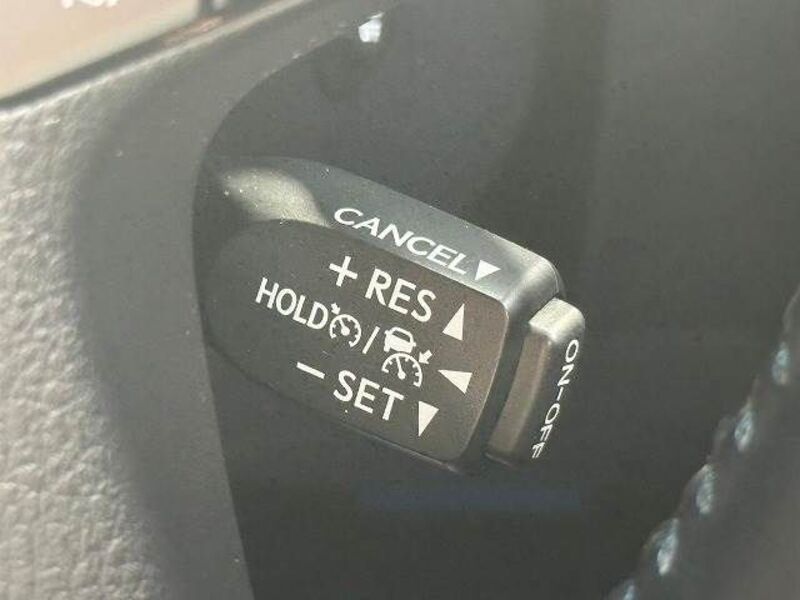 CANCEL▼
+ RES ▲
HOLD / ◀
− SET ▼
ON-OFF